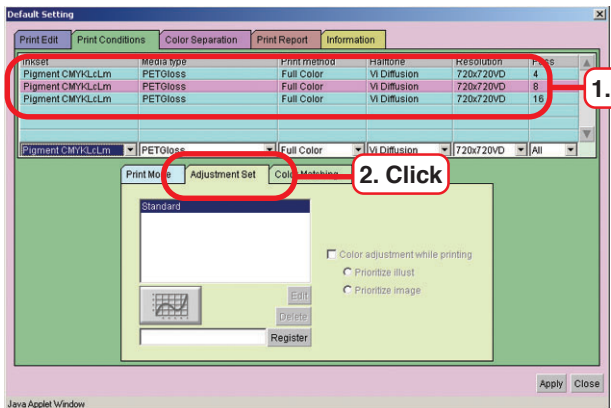 Default Setting
Print Edit Print Conditions Color Separation Print Report Information
Inkset Media type Print method Halftone Resolution Pass
Pigment CMYKLcLm PETGloss Full Color Vi Diffusion 720x720VD 4
Pigment CMYKLcLm PETGloss Full Color Vi Diffusion 720x720VD 8
Pigment CMYKLcLm PETGloss Full Color Vi Diffusion 720x720VD 16
1.
Pigment CMYKLcLm PETGloss Full Color Vi Diffusion 720x720VD All
Print Mode Adjustment Set Color Matching
2. Click
Standard
Color adjustment while printing
Prioritize illust
Prioritize image
Edit
Delete
Register
Apply Close
Java Applet Window